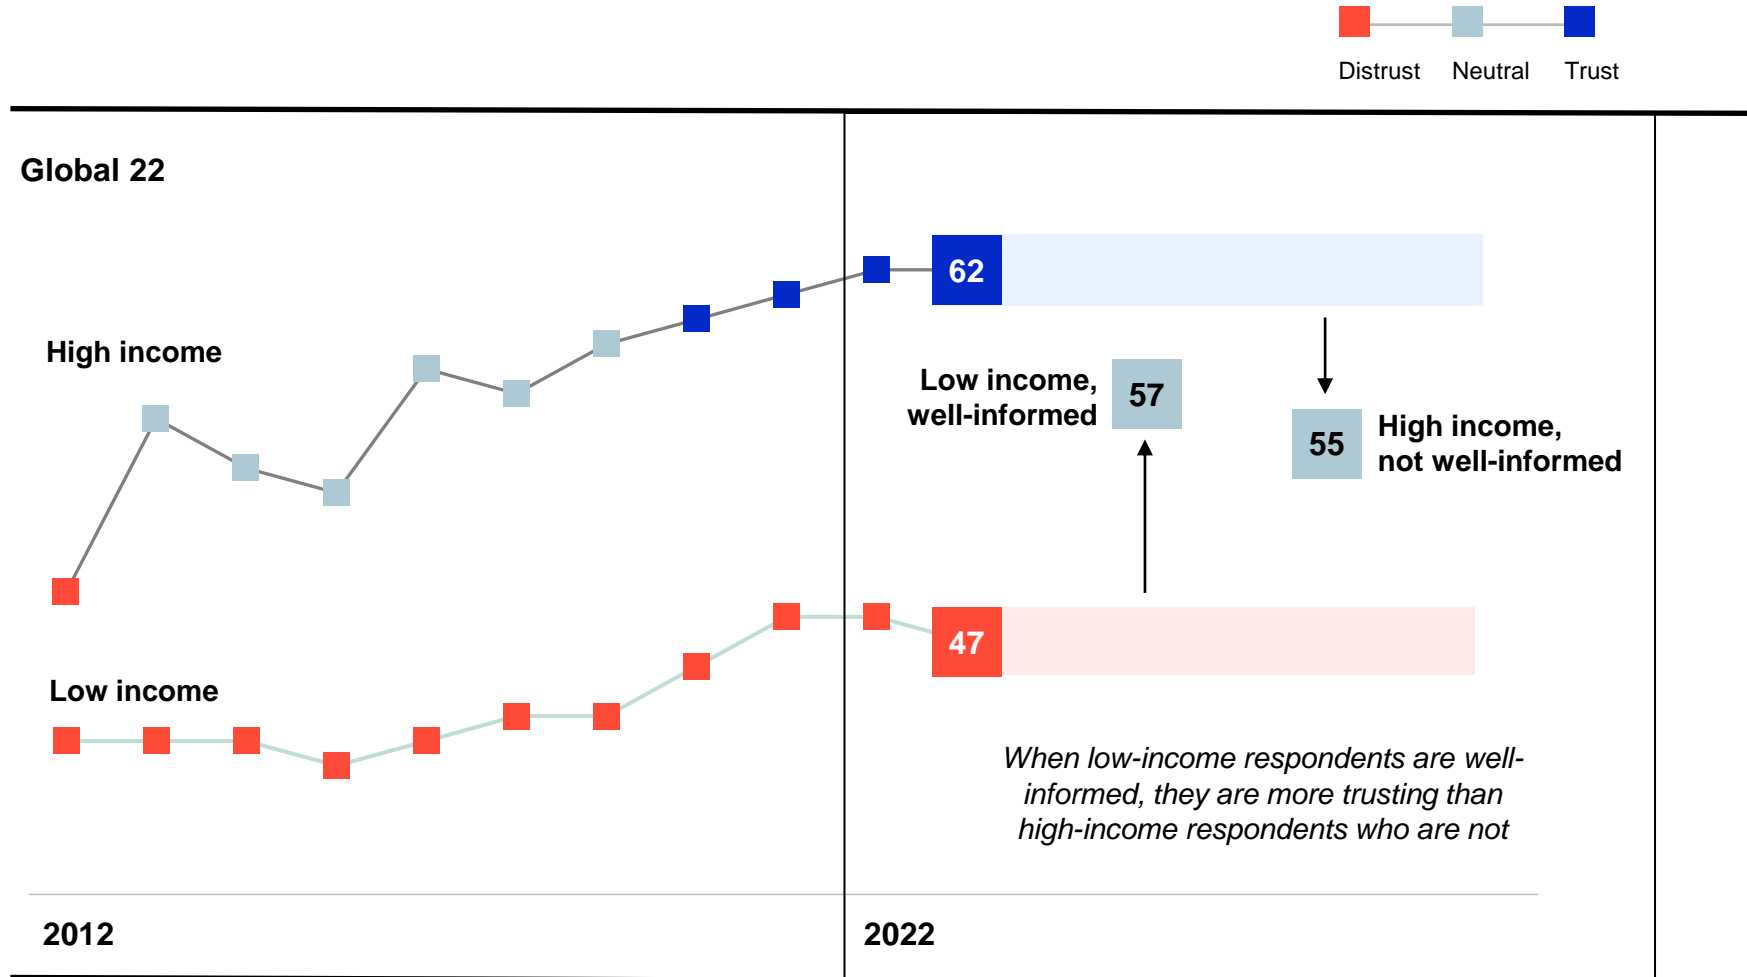 Distrust Neutral Trust
Global 22
High income
62
Low income,
well-informed
57
55
High income,
not well-informed
47
Low income
When low-income respondents are well-
informed, they are more trusting than
high-income respondents who are not
2012
2022